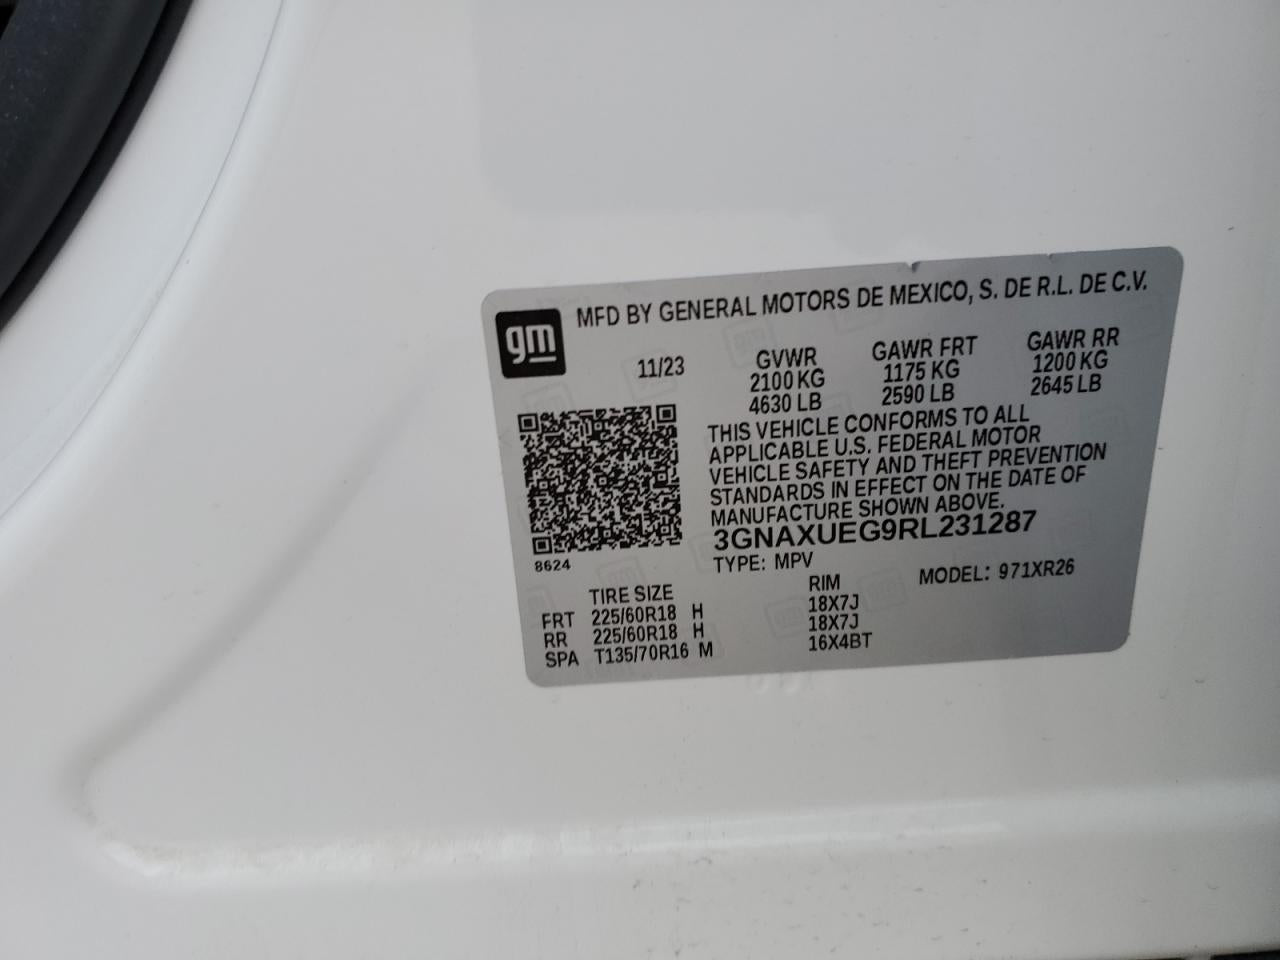 gm
MFD BY GENERAL MOTORS DE MEXICO, S. DE R.L. DE C.V.
11/23 GVWR GAWR FRT GAWR RR
2100 KG 1175 KG 1200 KG
4630 LB 2590 LB 2645 LB
THIS VEHICLE CONFORMS TO ALL
APPLICABLE U.S. FEDERAL MOTOR
VEHICLE SAFETY AND THEFT PREVENTION
STANDARDS IN EFFECT ON THE DATE OF
MANUFACTURE SHOWN ABOVE.
3GNAXUEG9RL231287
8624
TYPE: MPV MODEL: 971XR26
TIRE SIZE RIM
FRT 225/60R18 H 18X7J
RR 225/60R18 H 18X7J
SPA T135/70R16 M 16X4BT